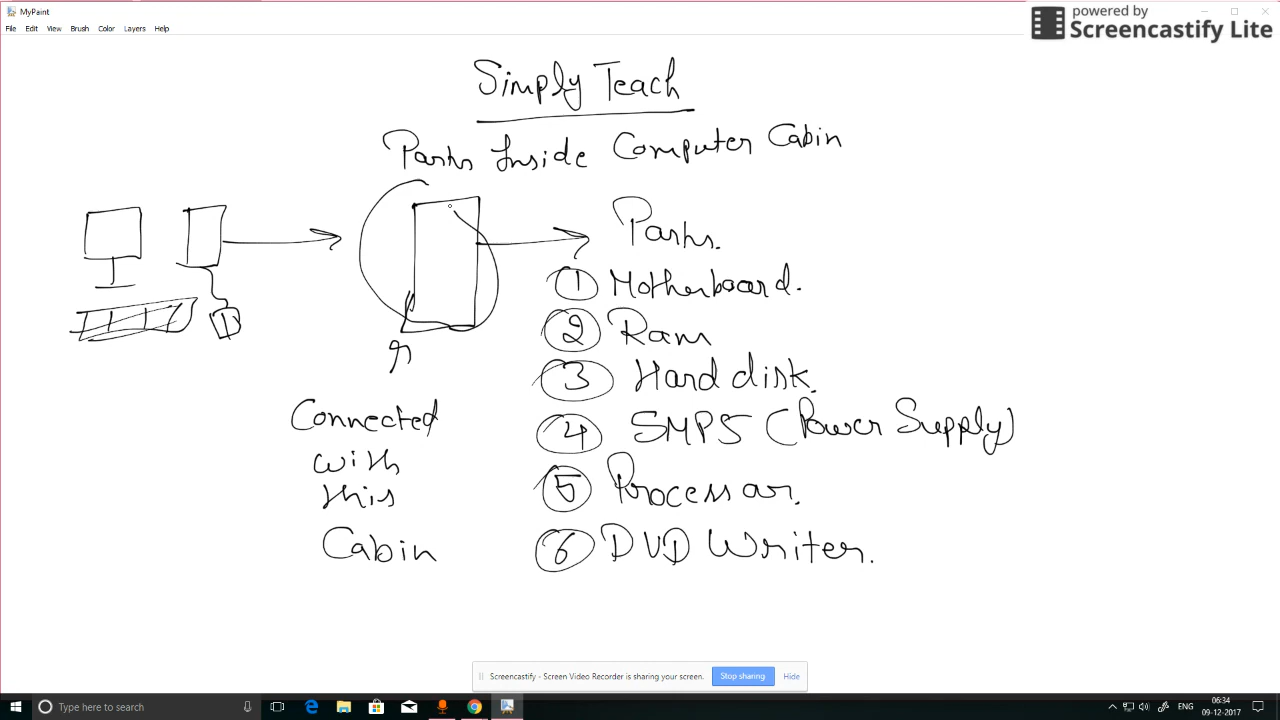 MyPaint
File Edit View Brush Color Layers Help
powered by
Screencastify Lite
Simply Teach
Parts Inside Computer Cabin
Parts.
1 Motherboard.
2 Ram
3 Hard disk.
4 SMPS (Power Supply)
5 Processor.
6 DVD Writer.
Connected
with
this
Cabin
Screencastify - Screen Video Recorder is sharing your screen. Stop sharing Hide
Type here to search
ENG
06:34
09-12-2017